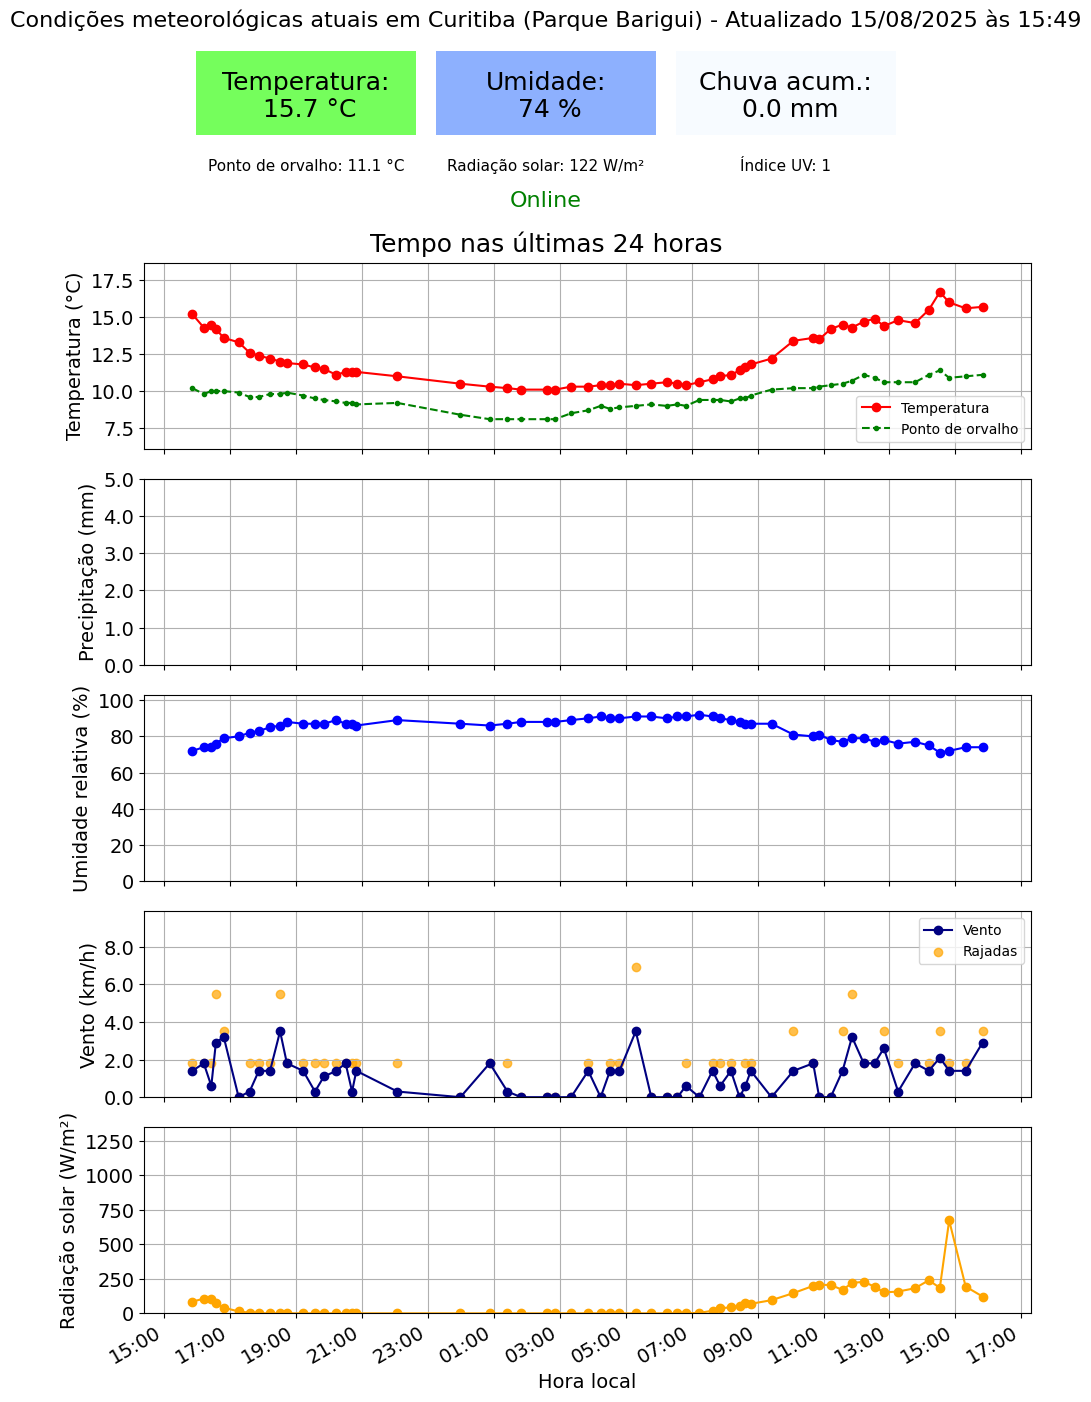 Condições meteorológicas atuais em Curitiba (Parque Barigui) - Atualizado 15/08/2025 às 15:49
Temperatura:
15.7 °C
Umidade:
74 %
Chuva acum.:
0.0 mm
Ponto de orvalho: 11.1 °C
Radiação solar: 122 W/m²
Índice UV: 1
Online
Tempo nas últimas 24 horas
Temperatura (°C)
17.5
15.0
12.5
10.0
7.5
Temperatura
Ponto de orvalho
Precipitação (mm)
5.0
4.0
3.0
2.0
1.0
0.0
Umidade relativa (%)
100
80
60
40
20
0
Vento (km/h)
8.0
6.0
4.0
2.0
0.0
Vento
Rajadas
Radiação solar (W/m²)
1250
1000
750
500
250
0
15:00
17:00
19:00
21:00
23:00
01:00
03:00
05:00
07:00
09:00
11:00
13:00
15:00
17:00
Hora local